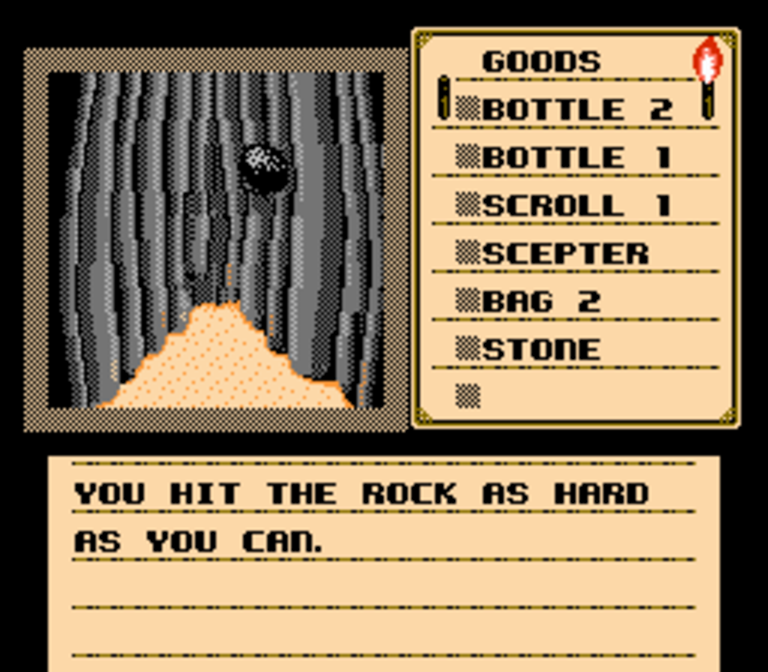 GOODS
BOTTLE 2
BOTTLE 1
SCROLL 1
SCEPTER
BAG 2
STONE
YOU HIT THE ROCK AS HARD
AS YOU CAN.